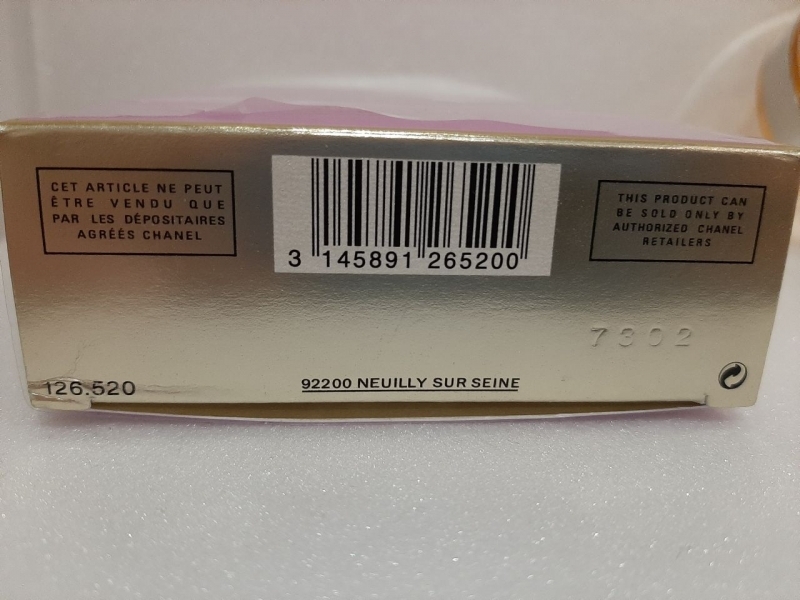 CET ARTICLE NE PEUT
ÊTRE VENDU QUE
PAR LES DÉPOSITAIRES
AGRÉÉS CHANEL
3 145891 265200
THIS PRODUCT CAN
BE SOLD ONLY BY
AUTHORIZED CHANEL
RETAILERS
7302
126.520
92200 NEUILLY SUR SEINE